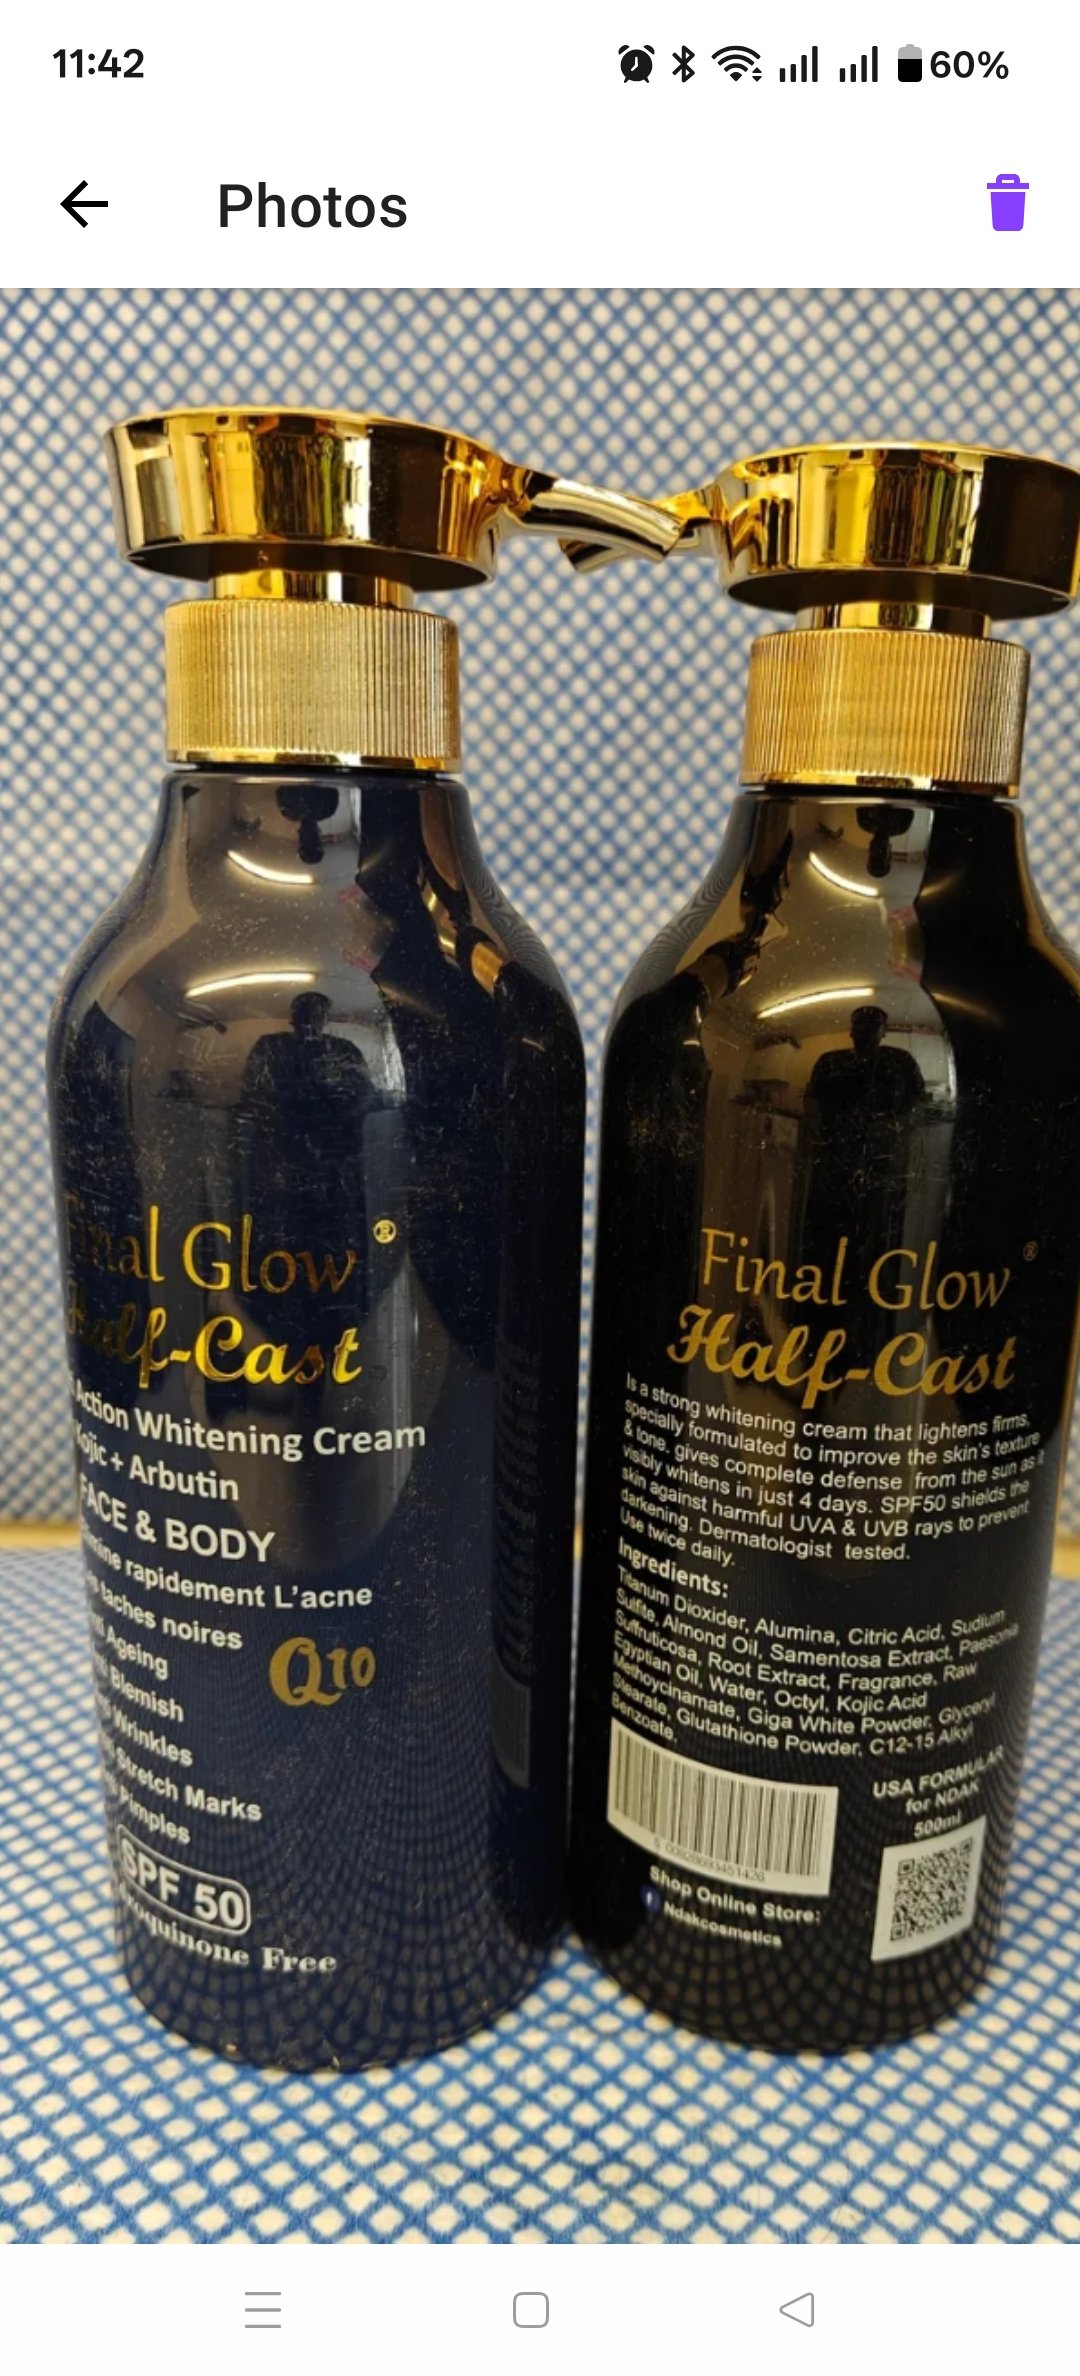 11:42
60%
Photos
Final Glow ®
Half-Cast
Action Whitening Cream
Kojic + Arbutin
FACE & BODY
rapidement L'acne
taches noires
Ageing
Blemish
Wrinkles
Stretch Marks
Pimples
Q10
SPF 50
Free
Final Glow ®
Half-Cast
Is a strong whitening cream that lightens firms,
specially formulated to improve the skin's texture
& tone, gives complete defense from the sun as it
visibly whitens in just 4 days. SPF50 shields the
skin against harmful UVA & UVB rays to prevent
darkening. Dermatologist tested.
Use twice daily.
Ingredients:
Titanum Dioxider, Alumina, Citric Acid, Sudium
Sulfite, Almond Oil, Samentosa Extract, Paesonia
Suffruticosa, Root Extract, Fragrance, Raw
Egyptian Oil, Water, Octyl, Kojic Acid
Methoycinamate, Giga White Powder, Glyceryl
Stearate, Glutathione Powder, C12-15 Alkyl
Benzoate.
USA FORMULAR
for NDAK
500ml
Shop Online Store:
f Ndakcosmetics